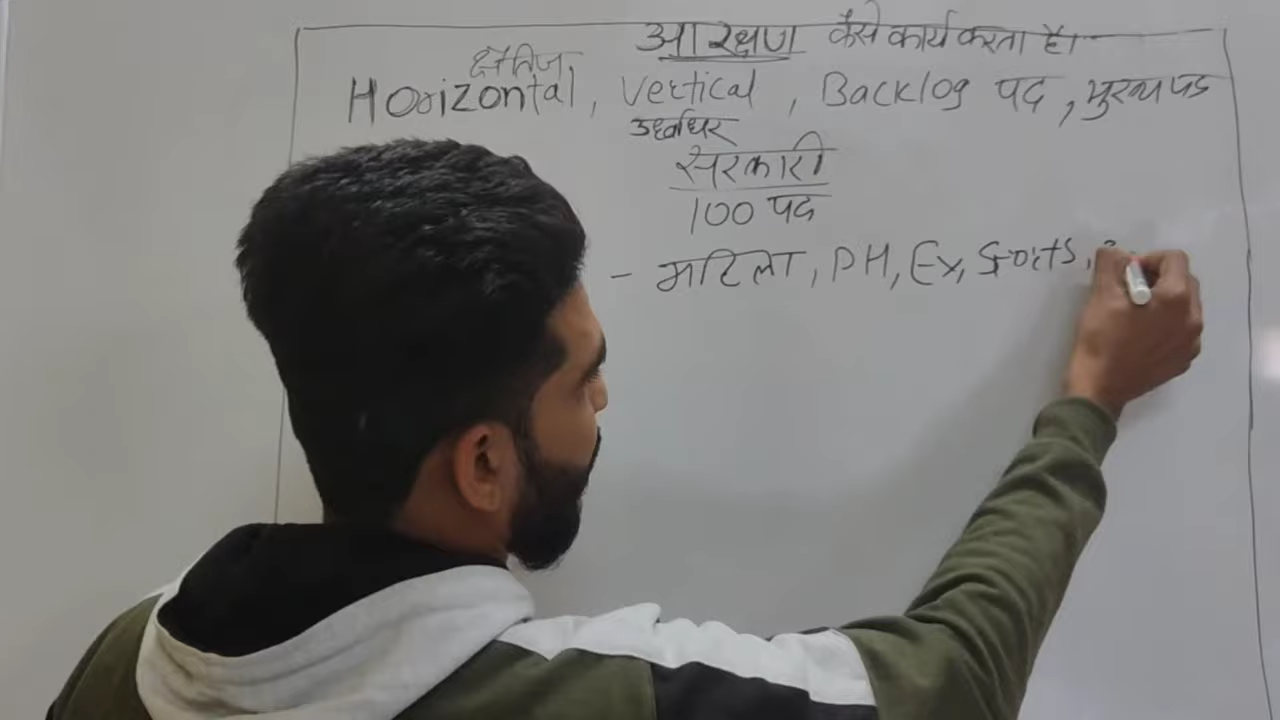 आरक्षण कैसे कार्य करता है।
क्षैतिज
Horizontal, Vertical, Backlog पद, मुख्य पद
उर्ध्वाधर
सरकारी
100 पद
- महिला, PH, Ex, Sports,